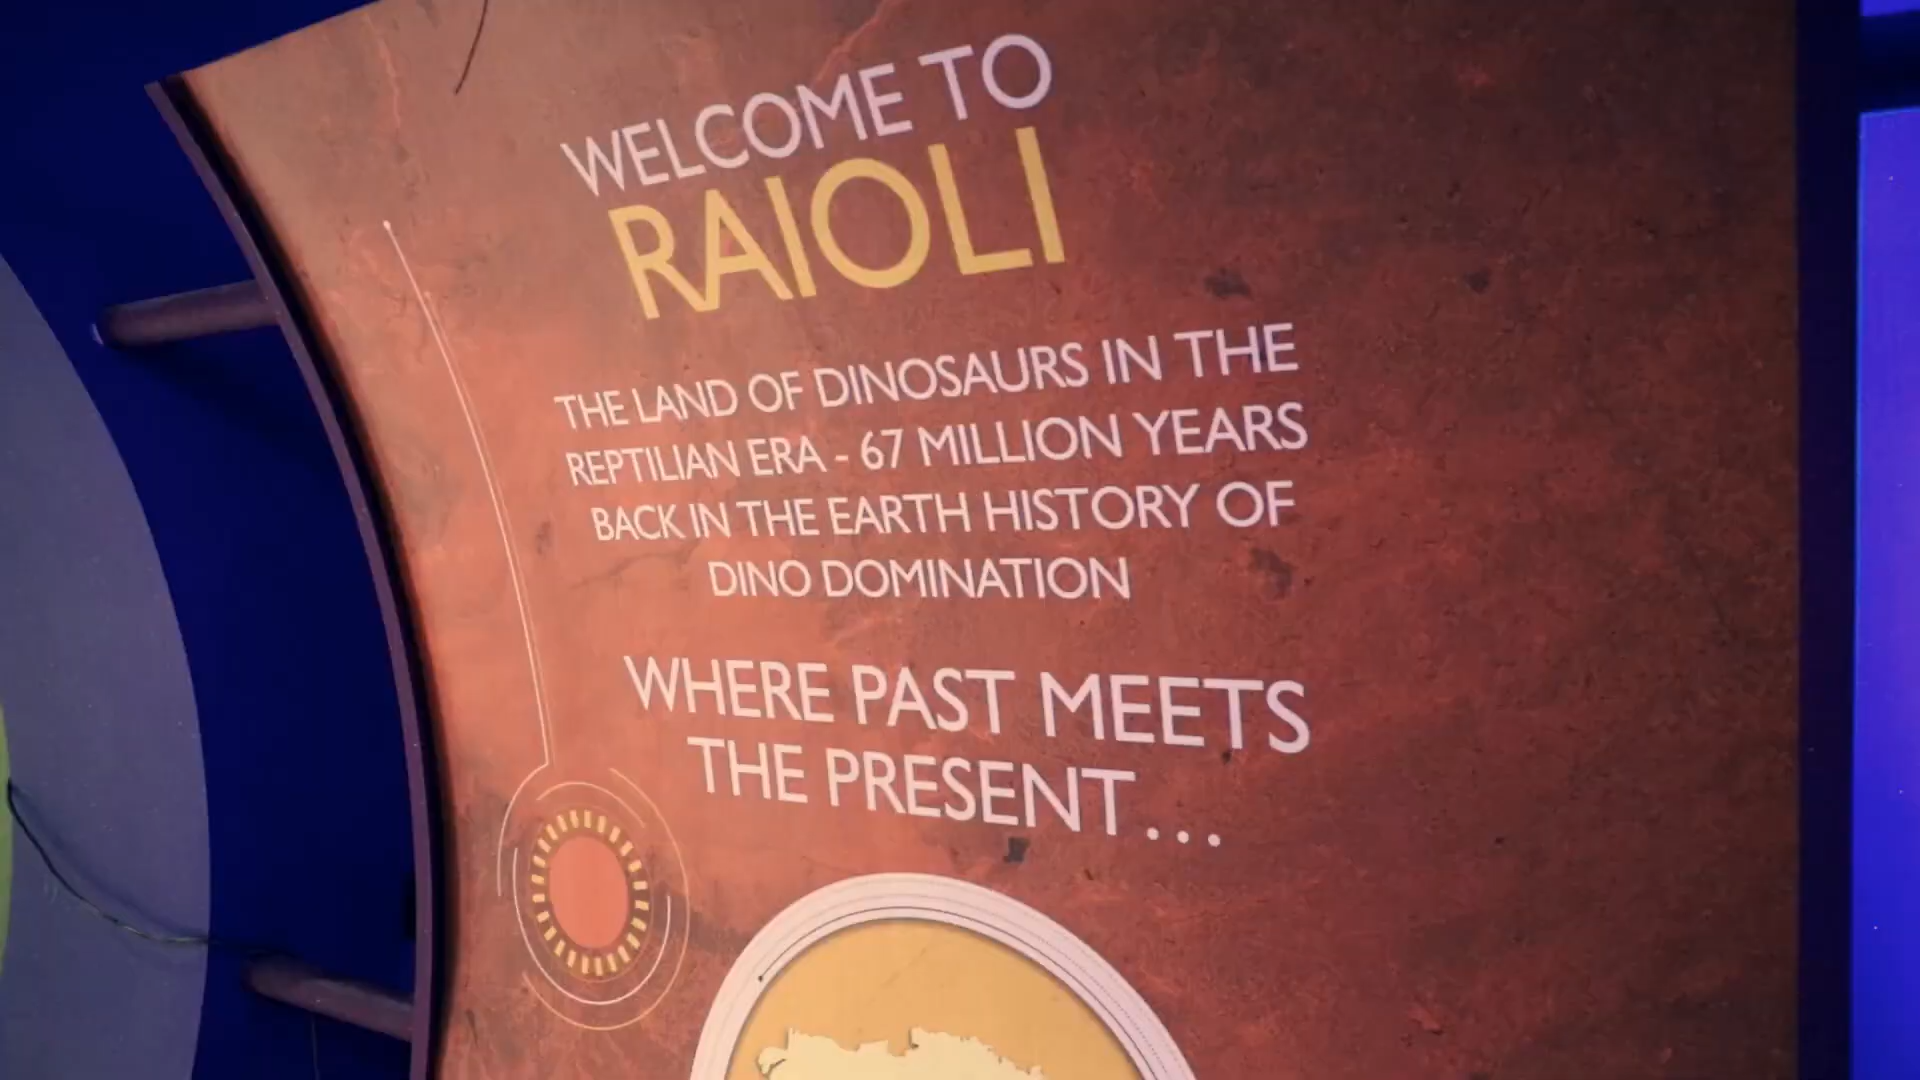 WELCOME TO
RAIOLI
THE LAND OF DINOSAURS IN THE
REPTILIAN ERA - 67 MILLION YEARS
BACK IN THE EARTH HISTORY OF
DINO DOMINATION
WHERE PAST MEETS
THE PRESENT...